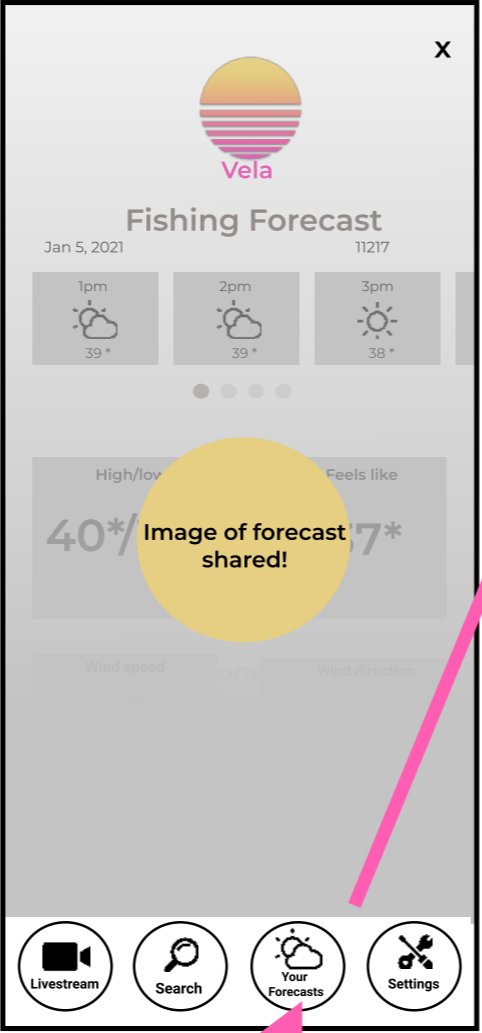 X
Vela
Fishing Forecast
Jan 5, 2021 11217
1pm 2pm 3pm
39 * 39 * 38 *
High/low Feels like
40*/ 7*
Image of forecast
shared!
Wind speed Wind direction
Livestream
Search
Your
Forecasts
Settings